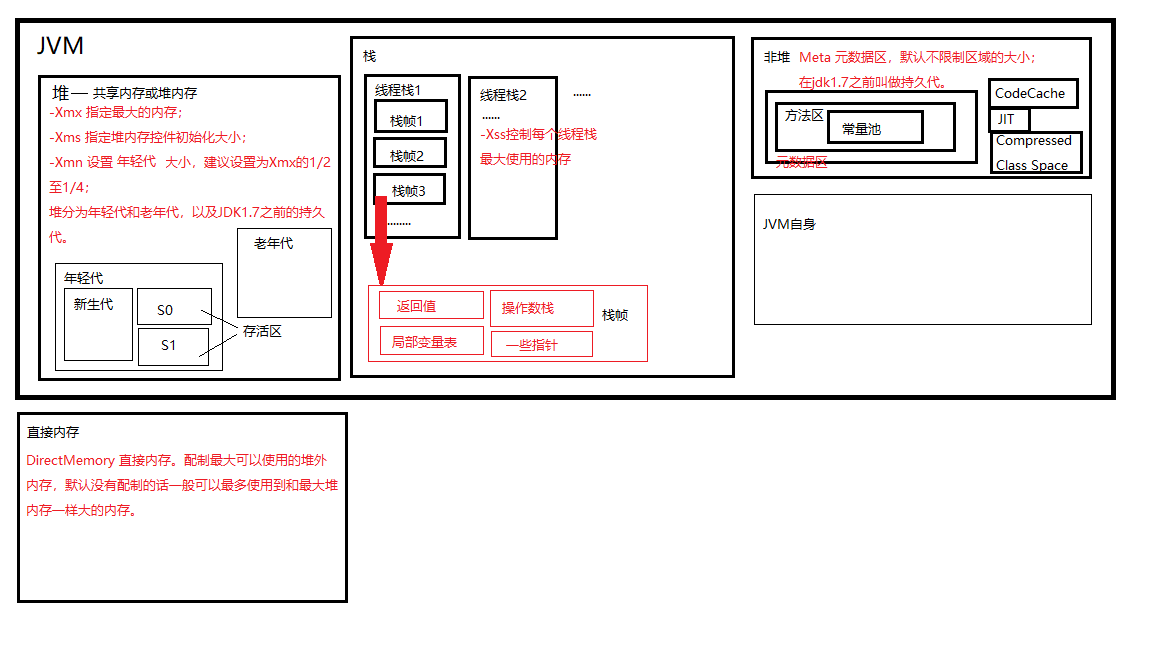 JVM
堆— 共享内存或堆内存
-Xmx 指定最大的内存；
-Xms 指定堆内存控件初始化大小；
-Xmn 设置 年轻代 大小，建议设置为Xmx的1/2
至1/4；
堆分为年轻代和老年代，以及JDK1.7之前的持久
代。
老年代
年轻代
新生代
S0
S1
存活区
栈
线程栈1
栈帧1
栈帧2
栈帧3
........
线程栈2
......
......
-Xss控制每个线程栈
最大使用的内存
返回值
操作数栈
栈帧
局部变量表
一些指针
非堆 Meta 元数据区，默认不限制区域的大小；
在jdk1.7之前叫做持久代。
方法区
常量池
元数据区
CodeCache
JIT
Compressed
Class Space
JVM自身
直接内存
DirectMemory 直接内存。配制最大可以使用的堆外
内存，默认没有配制的话一般可以最多使用到和最大堆
内存一样大的内存。